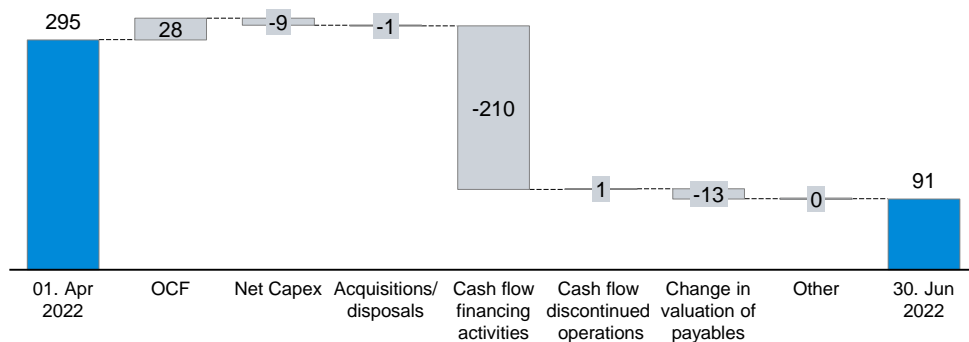 295
28
-9
-1
-210
1
-13
0
91
01. Apr
2022
OCF
Net Capex
Acquisitions/
disposals
Cash flow
financing
activities
Cash flow
discontinued
operations
Change in
valuation of
payables
Other
30. Jun
2022